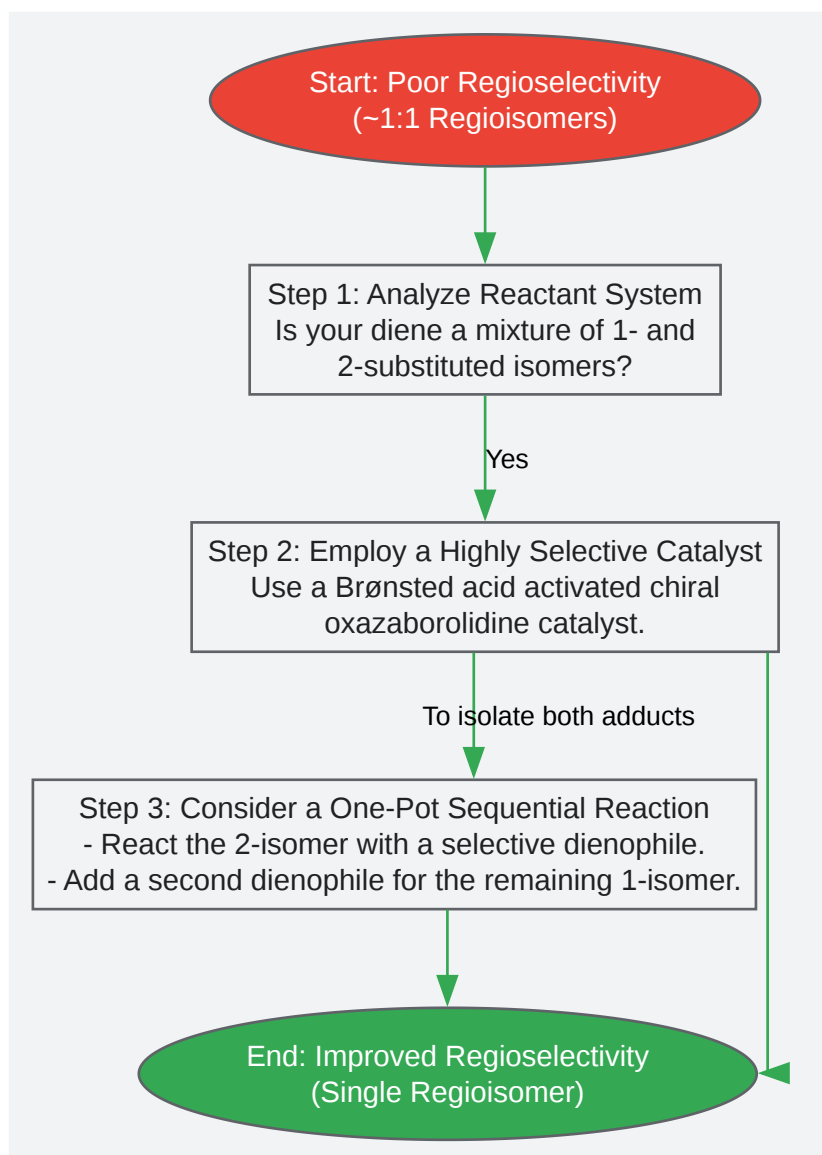 Start: Poor Regioselectivity
(~1:1 Regioisomers)
Step 1: Analyze Reactant System
Is your diene a mixture of 1- and
2-substituted isomers?
Yes
Step 2: Employ a Highly Selective Catalyst
Use a Brønsted acid activated chiral
oxazaborolidine catalyst.
To isolate both adducts
Step 3: Consider a One-Pot Sequential Reaction
- React the 2-isomer with a selective dienophile.
- Add a second dienophile for the remaining 1-isomer.
End: Improved Regioselectivity
(Single Regioisomer)